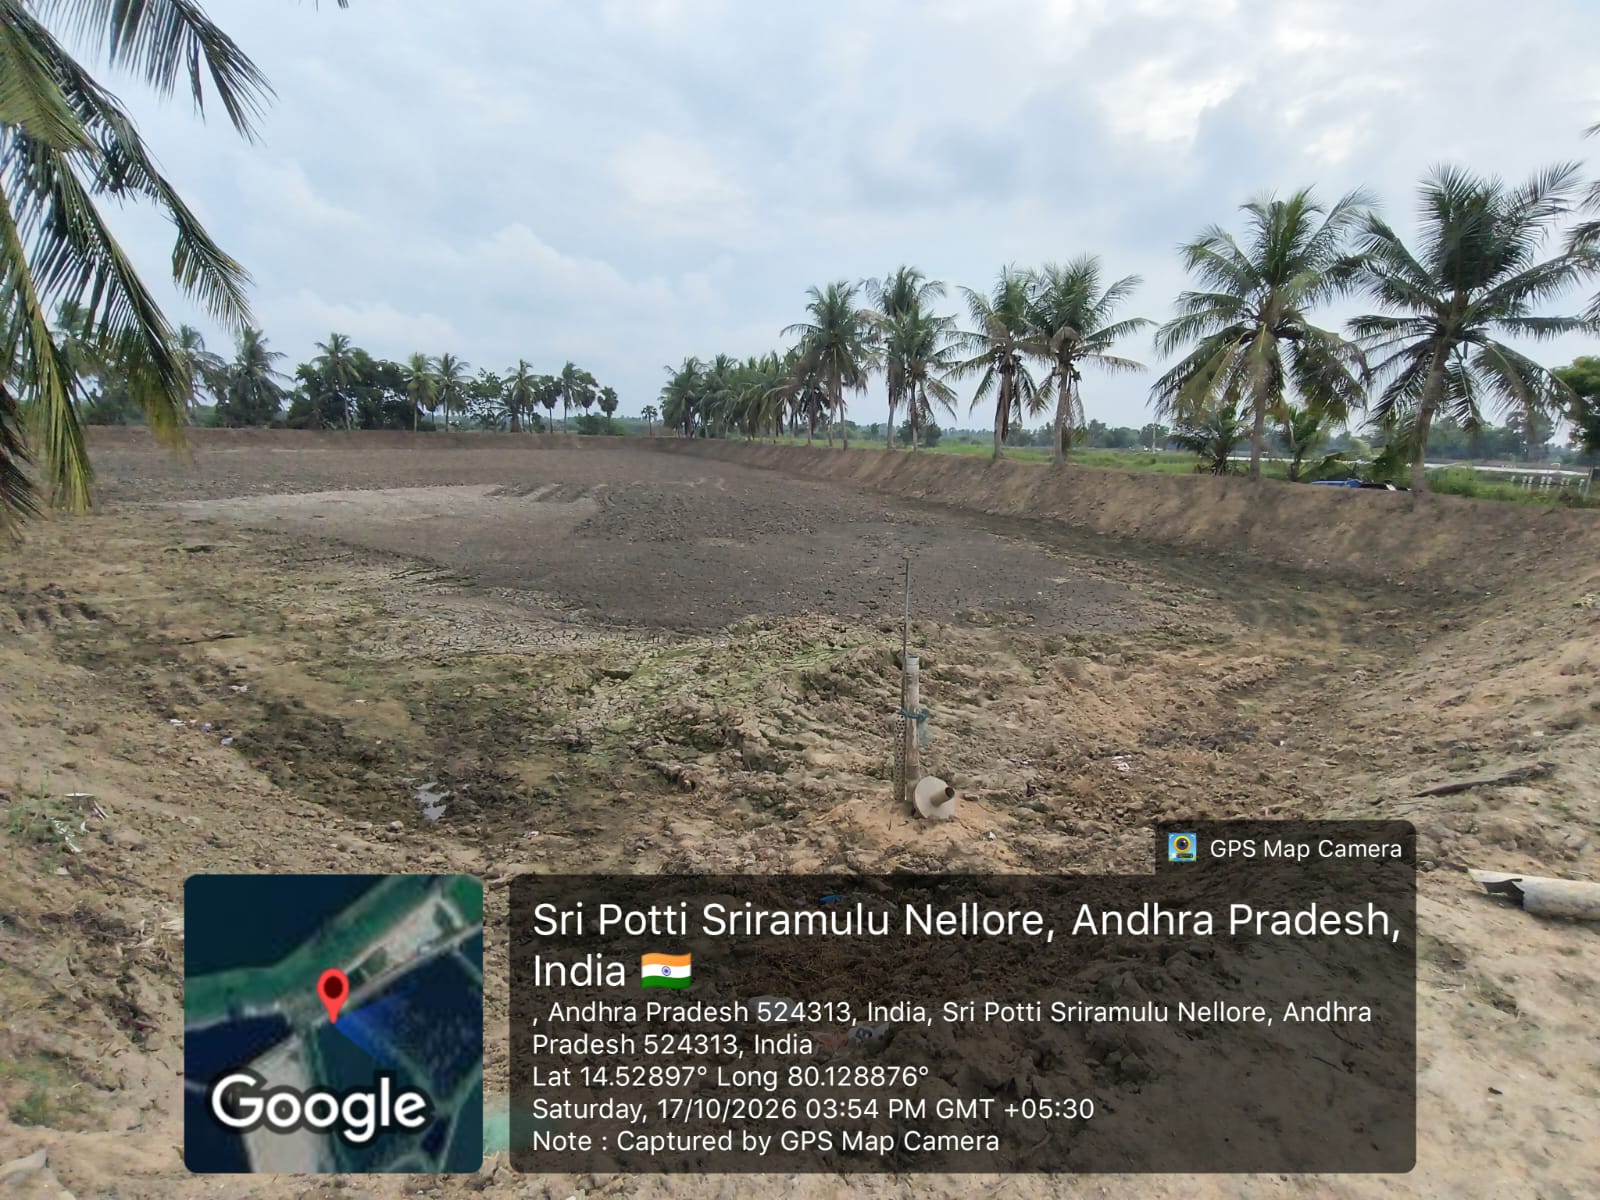 GPS Map Camera
Sri Potti Sriramulu Nellore, Andhra Pradesh,
India 🇮🇳
, Andhra Pradesh 524313, India, Sri Potti Sriramulu Nellore, Andhra
Pradesh 524313, India
Lat 14.52897° Long 80.128876°
Saturday, 17/10/2026 03:54 PM GMT +05:30
Note : Captured by GPS Map Camera
Google